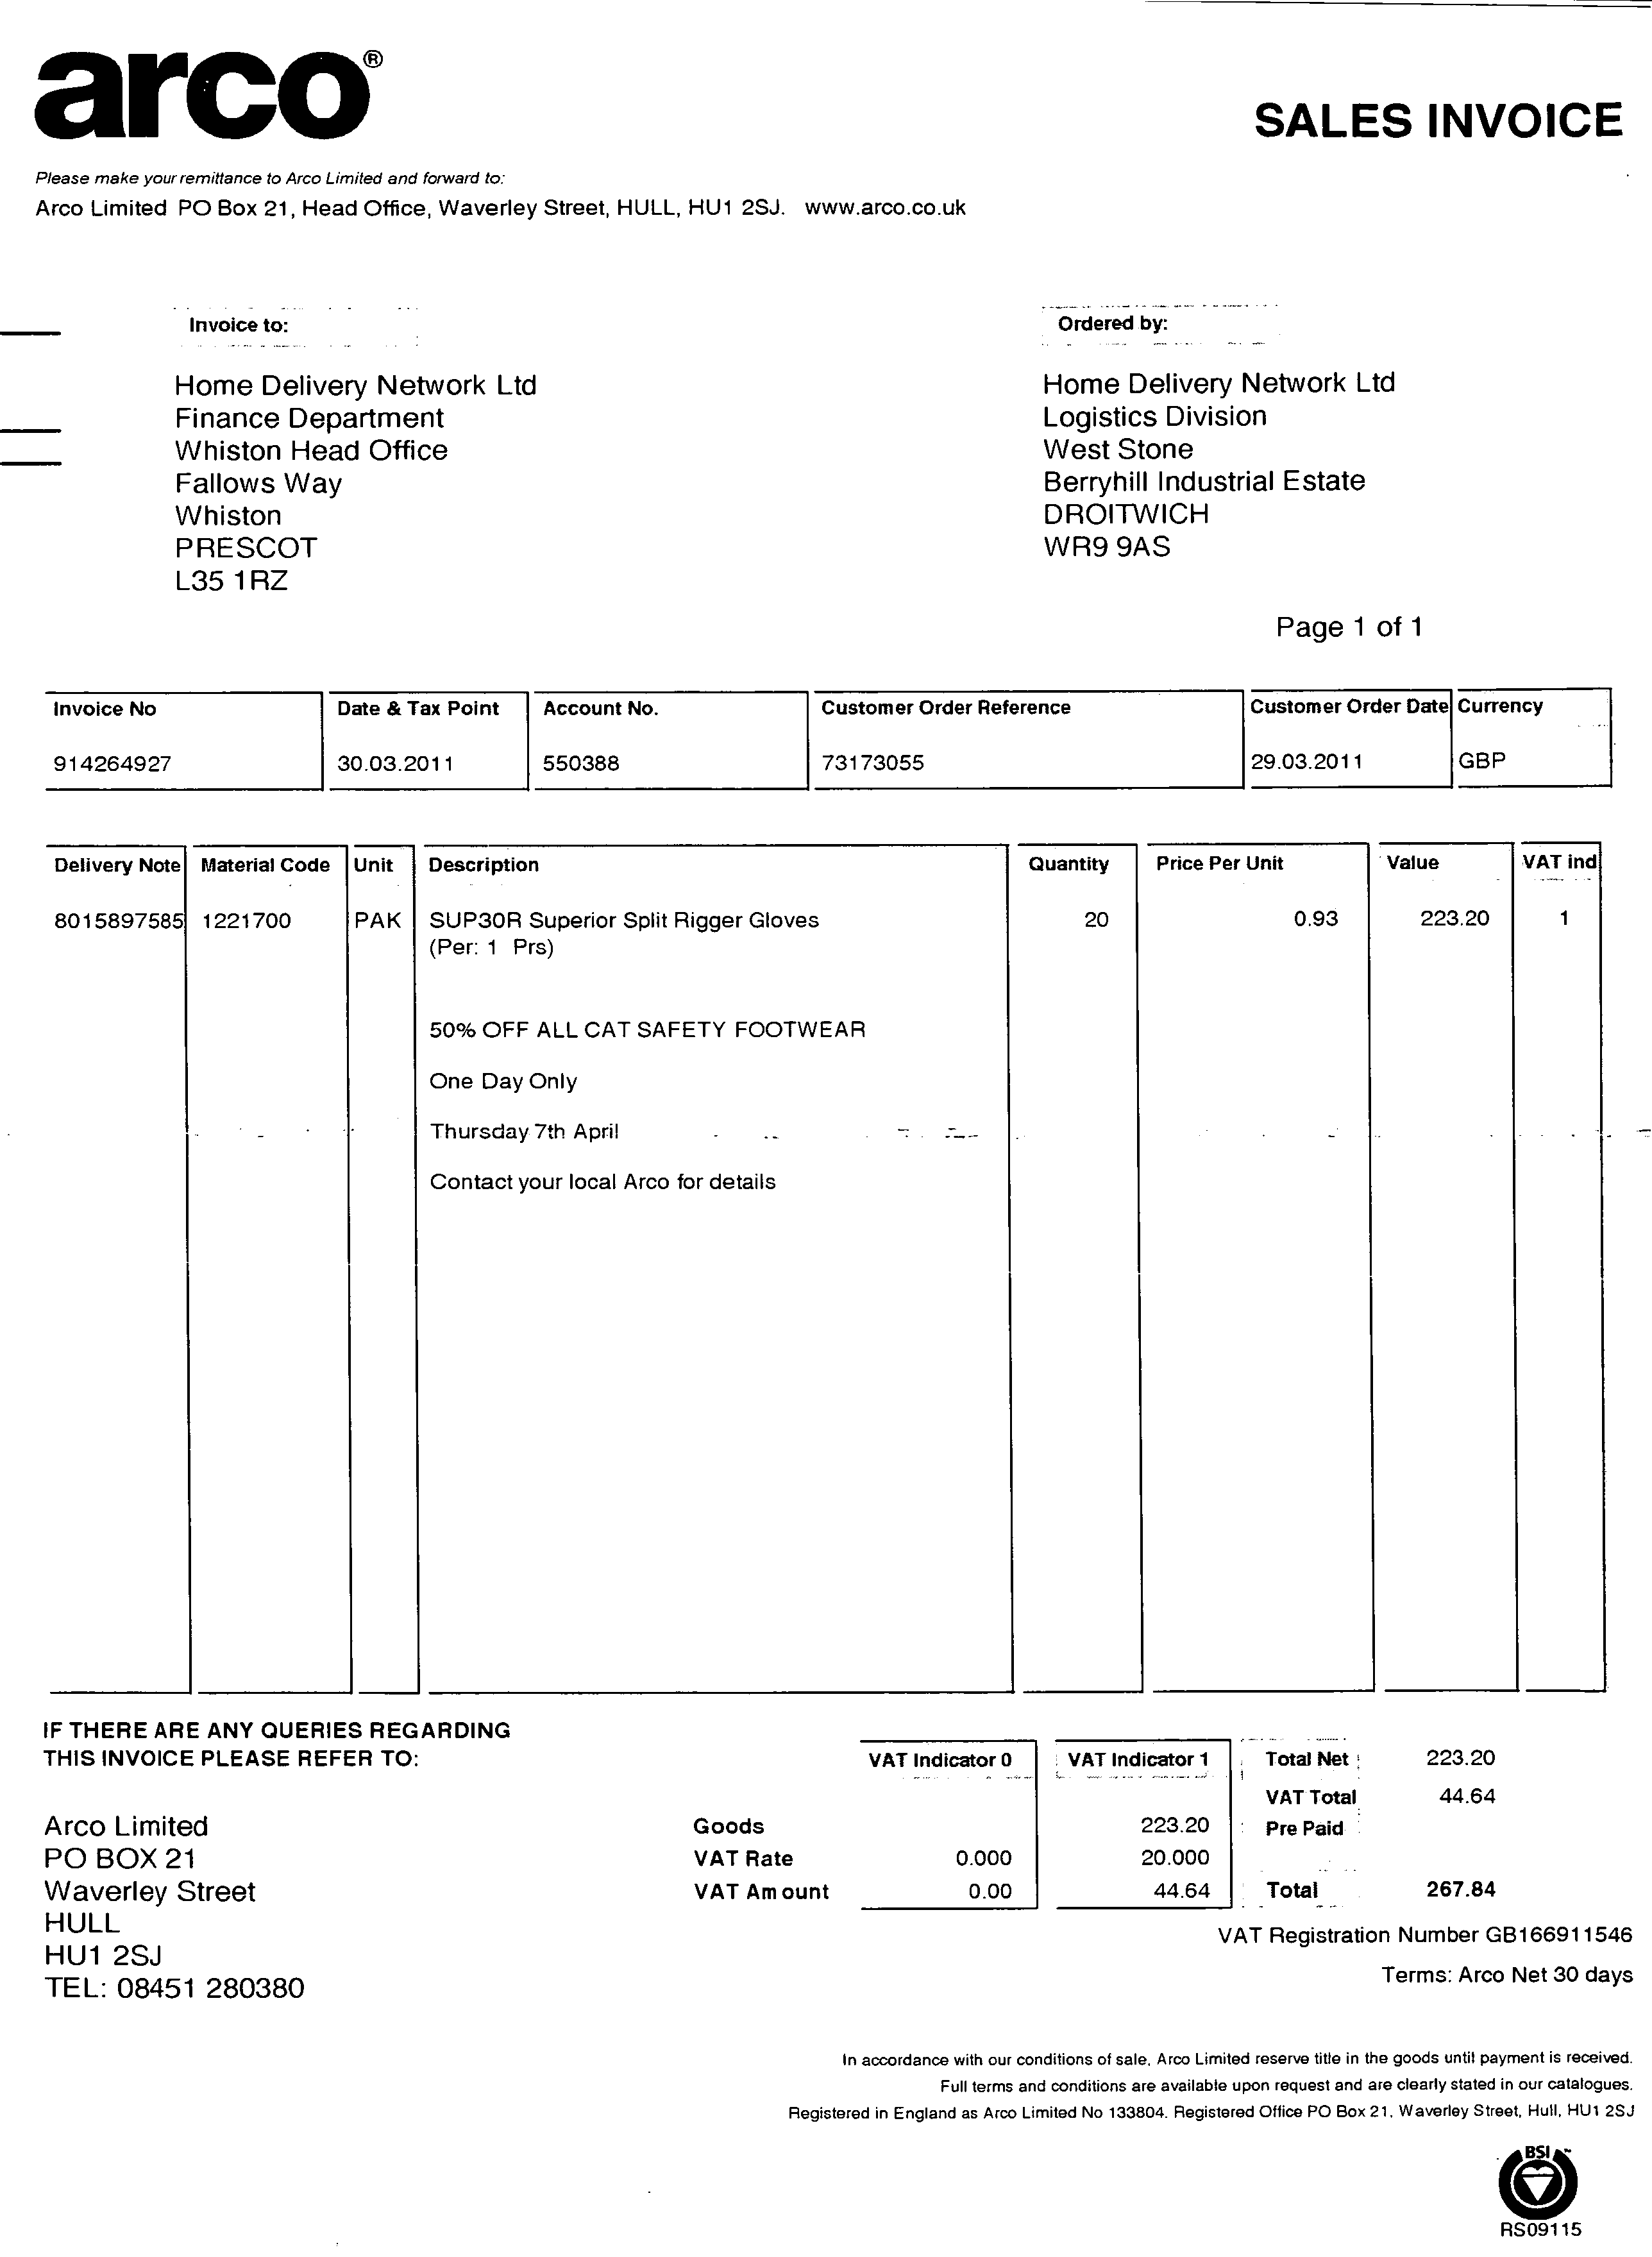 arco®
SALES INVOICE
Please make your remittance to Arco Limited and forward to:
Arco Limited PO Box 21, Head Office, Waverley Street, HULL, HU1 2SJ. www.arco.co.uk
Invoice to:
Home Delivery Network Ltd
Finance Department
Whiston Head Office
Fallows Way
Whiston
PRESCOT
L35 1RZ
Ordered by:
Home Delivery Network Ltd
Logistics Division
West Stone
Berryhill Industrial Estate
DROITWICH
WR9 9AS
Page 1 of 1
Invoice No Date & Tax Point Account No. Customer Order Reference Customer Order Date Currency
914264927 30.03.2011 550388 73173055 29.03.2011 GBP
Delivery Note Material Code Unit Description Quantity Price Per Unit Value VAT ind
8015897585 1221700 PAK SUP30R Superior Split Rigger Gloves 20 0.93 223.20 1
(Per: 1 Prs)
50% OFF ALL CAT SAFETY FOOTWEAR
One Day Only
Thursday 7th April
Contact your local Arco for details
IF THERE ARE ANY QUERIES REGARDING
THIS INVOICE PLEASE REFER TO:
Arco Limited
PO BOX 21
Waverley Street
HULL
HU1 2SJ
TEL: 08451 280380
VAT Indicator 0 VAT Indicator 1
Goods 223.20
VAT Rate 0.000 20.000
VAT Amount 0.00 44.64
Total Net 223.20
VAT Total 44.64
Pre Paid
Total 267.84
VAT Registration Number GB166911546
Terms: Arco Net 30 days
In accordance with our conditions of sale, Arco Limited reserve title in the goods until payment is received.
Full terms and conditions are available upon request and are clearly stated in our catalogues.
Registered in England as Arco Limited No 133804. Registered Office PO Box 21, Waverley Street, Hull, HU1 2SJ
BSI™
RS09115